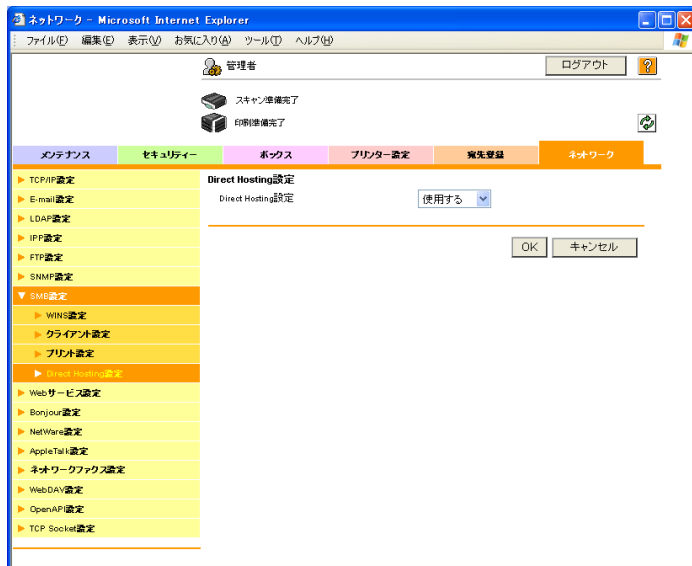 ネットワーク - Microsoft Internet Explorer
ファイル(F) 編集(E) 表示(V) お気に入り(A) ツール(T) ヘルプ(H)
管理者
ログアウト
?
スキャン準備完了
印刷準備完了
メンテナンス セキュリティー ボックス プリンター設定 宛先登録 ネットワーク
TCP/IP設定
E-mail設定
LDAP設定
IPP設定
FTP設定
SNMP設定
SMB設定
WINS設定
クライアント設定
プリント設定
Direct Hosting設定
Webサービス設定
Bonjour設定
NetWare設定
AppleTalk設定
ネットワークファクス設定
WebDAV設定
OpenAPI設定
TCP Socket設定
Direct Hosting設定
Direct Hosting設定 使用する
OK キャンセル